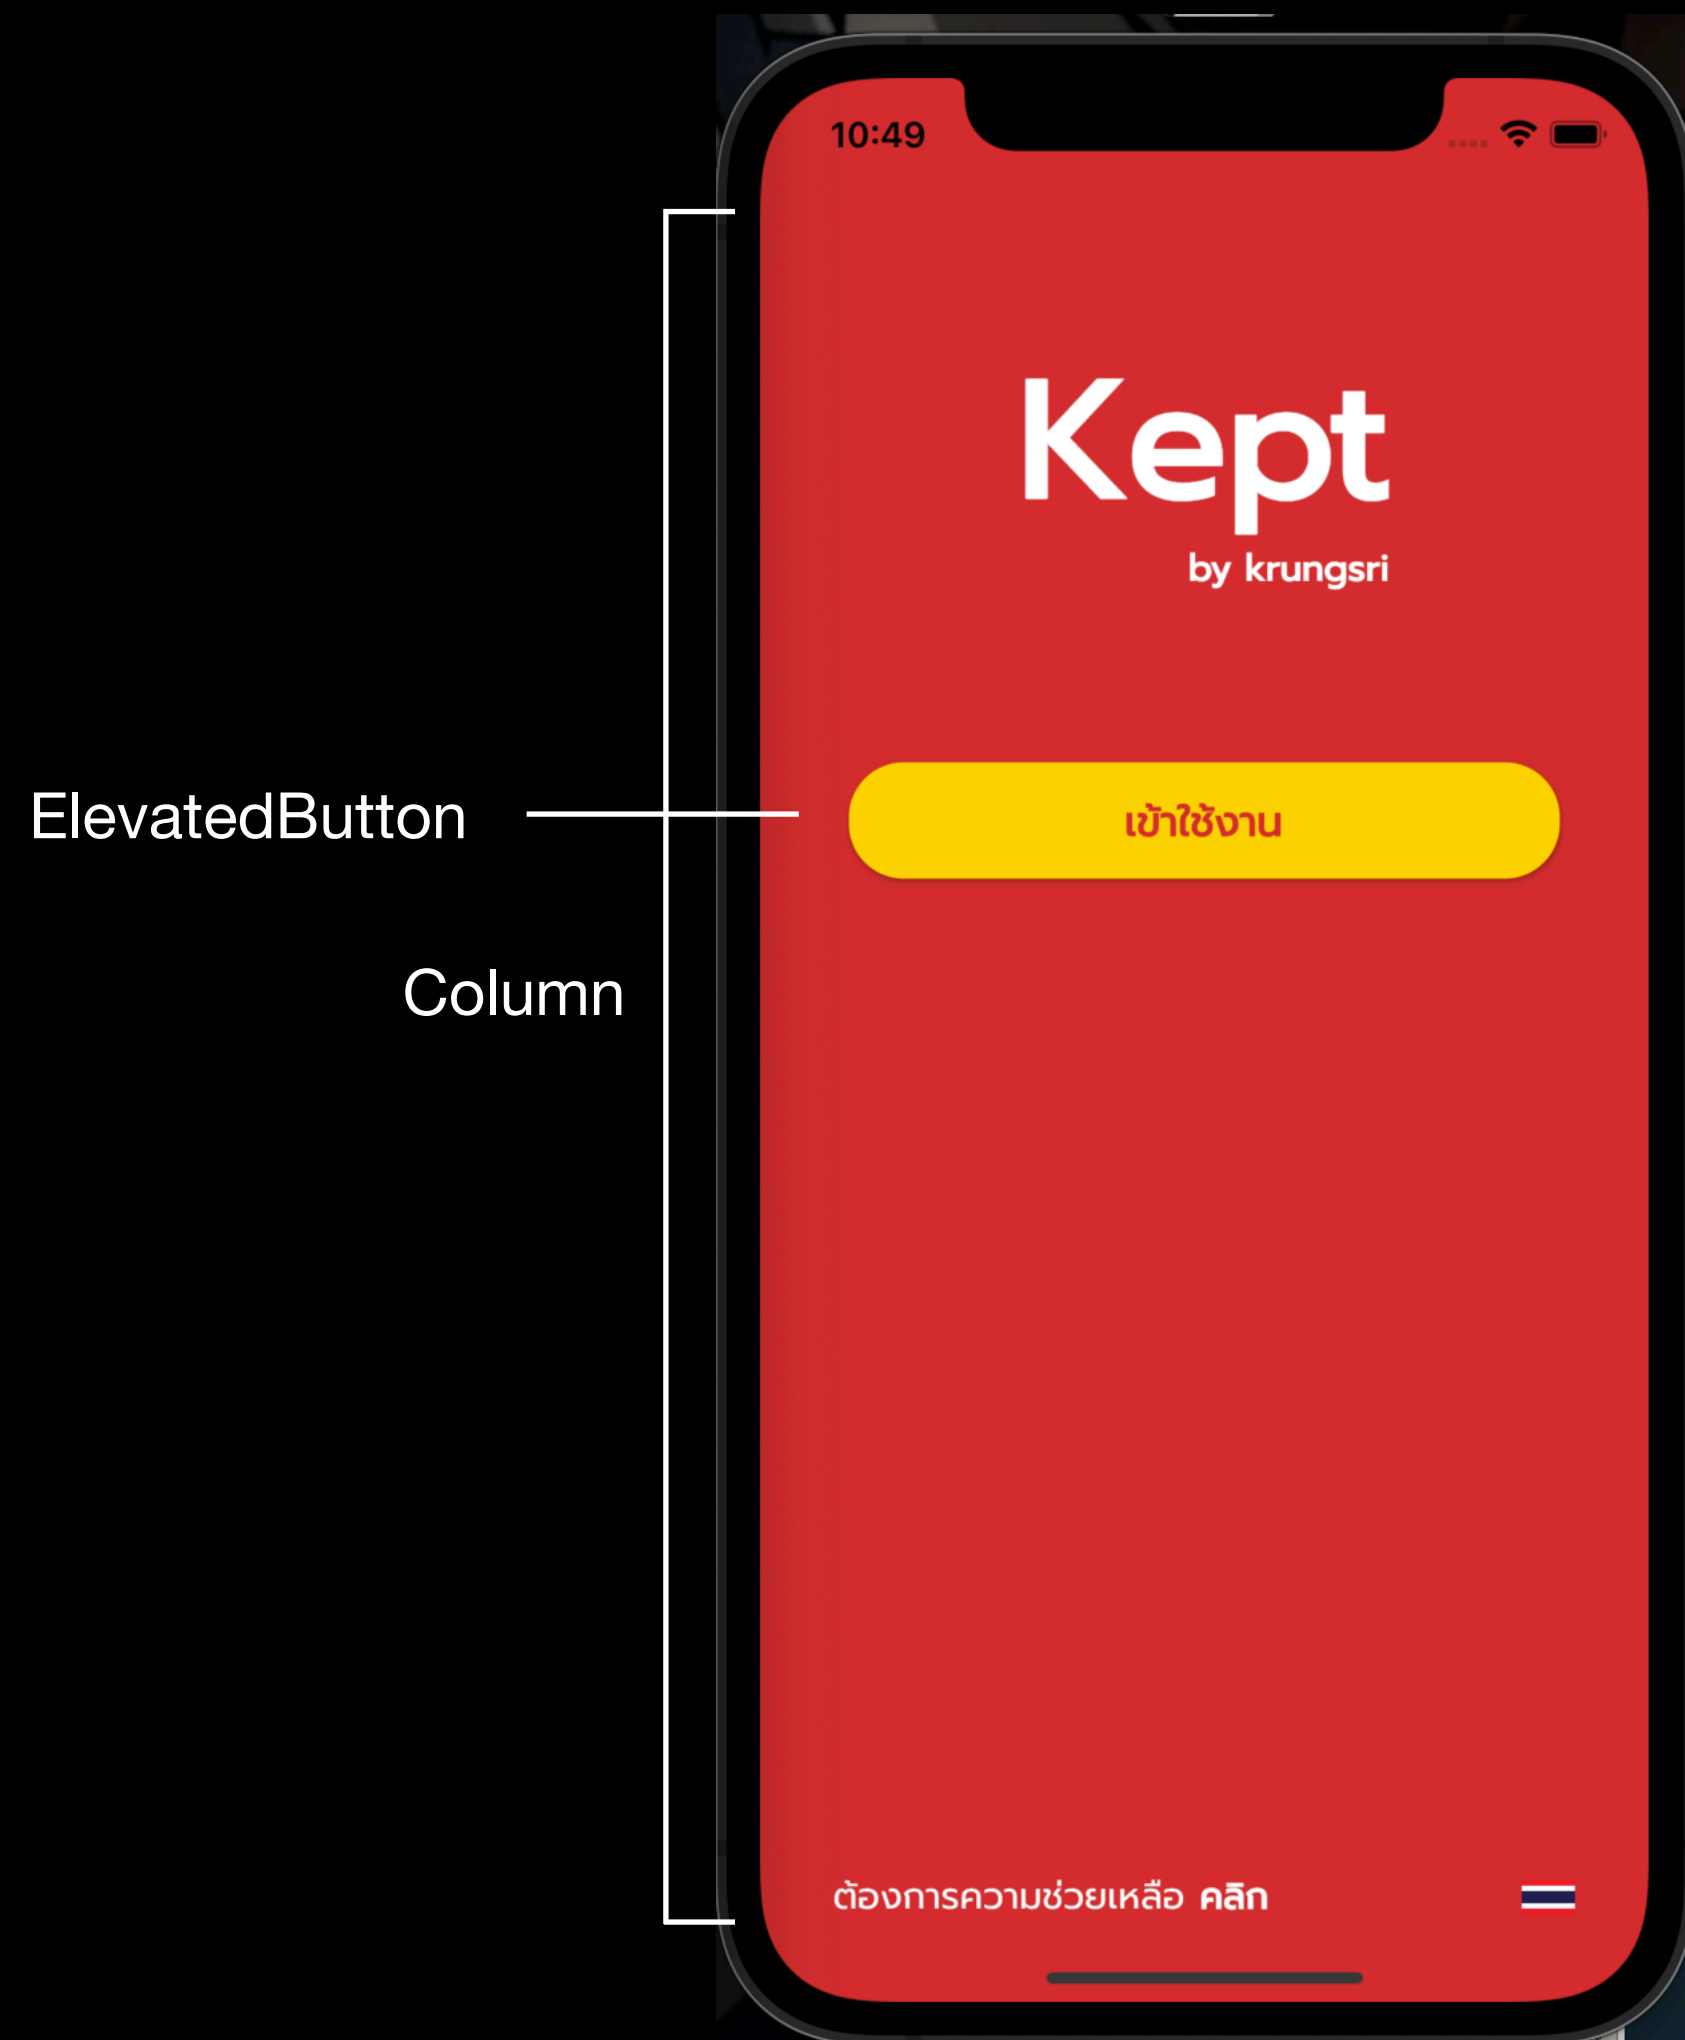 10:49
Kept
by krungsri
ElevatedButton
เข้าใช้งาน
Column
ต้องการความช่วยเหลือ คลิก